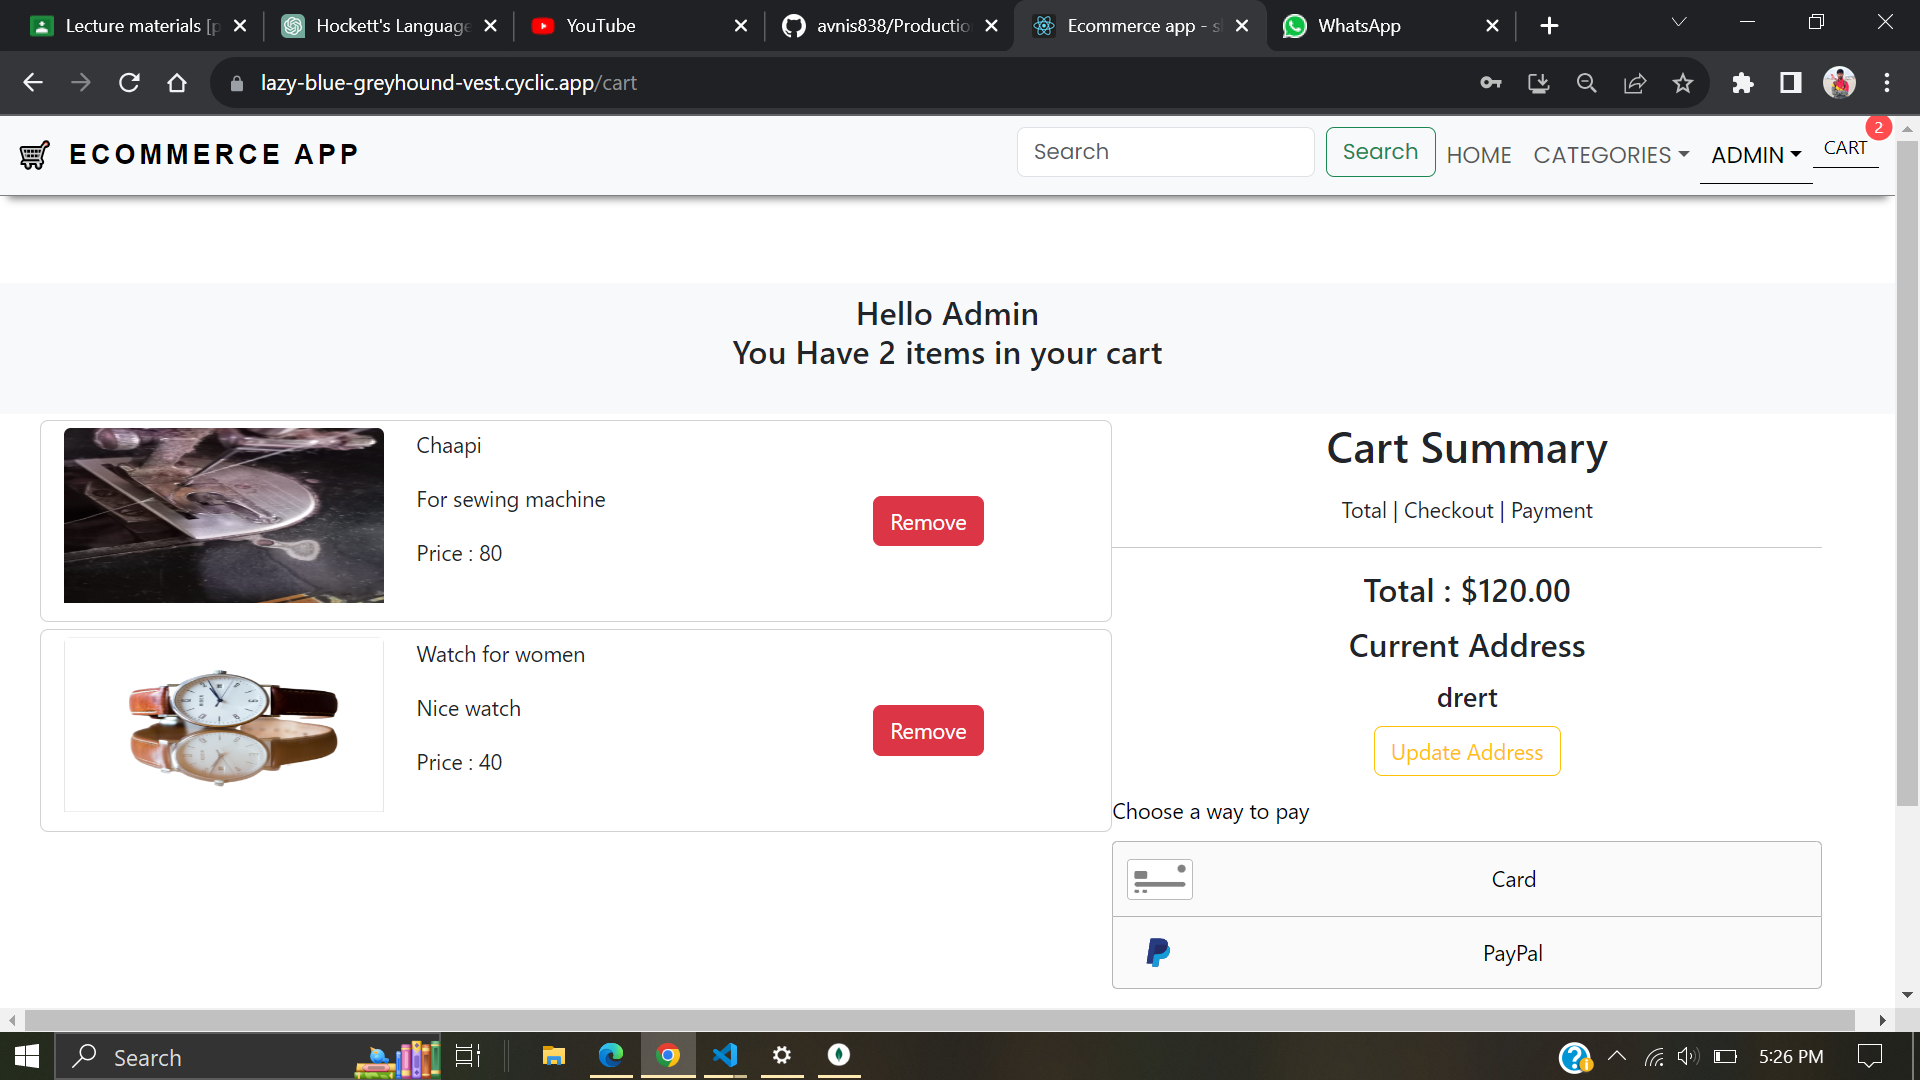 Lecture materials [p
Hockett's Language
YouTube
avnis838/Productio
Ecommerce app - sh
WhatsApp
lazy-blue-greyhound-vest.cyclic.app/cart
ECOMMERCE APP
Search
Search
HOME
CATEGORIES
ADMIN
CART
2
Hello Admin
You Have 2 items in your cart
Chaapi
For sewing machine
Price : 80
Remove
Watch for women
Nice watch
Price : 40
Remove
Cart Summary
Total | Checkout | Payment
Total : $120.00
Current Address
drert
Update Address
Choose a way to pay
Card
PayPal
Search
5:26 PM